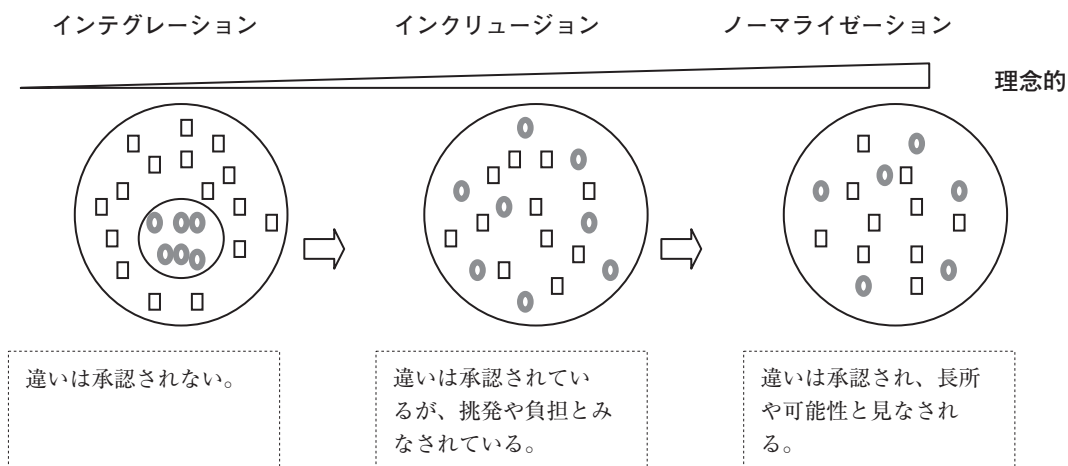 インテグレーション
インクリュージョン
ノーマライゼーション
理念的
違いは承認されない。
違いは承認されてい
るが、挑発や負担とみ
なされている。
違いは承認され、長所
や可能性と見なされ
る。